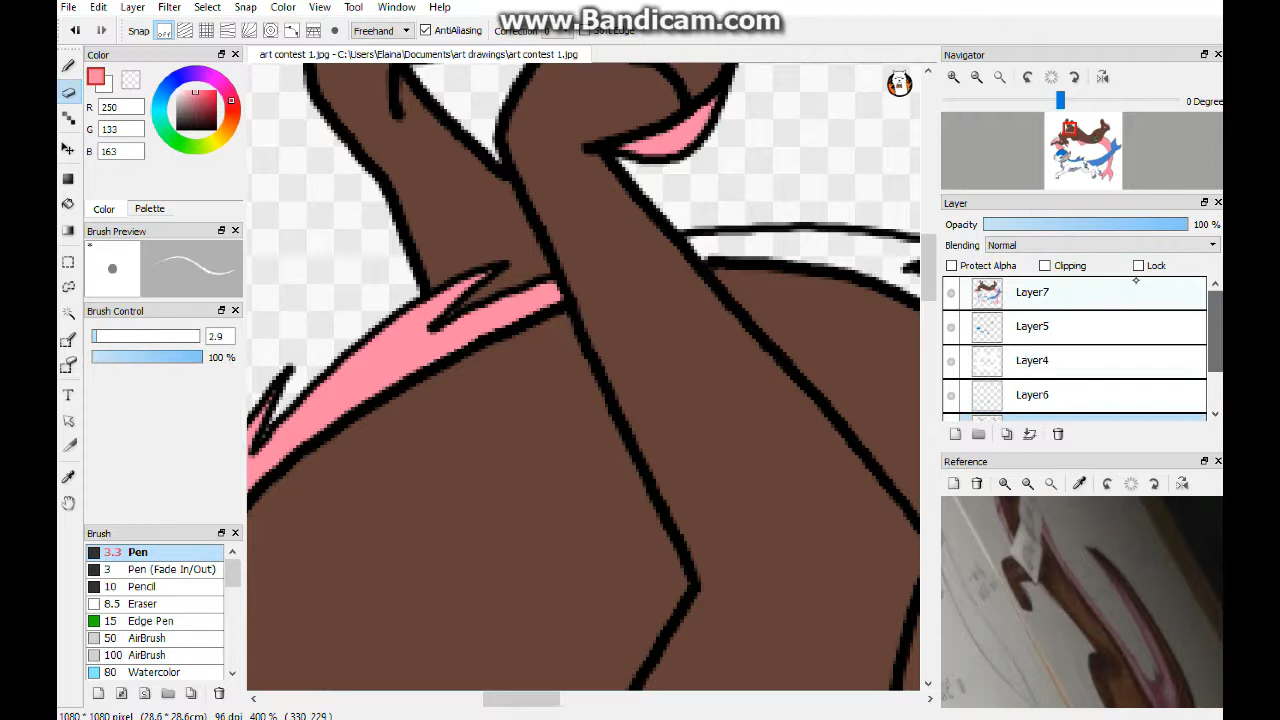 File Edit Layer Filter Select Snap Color View Tool Window Help
www.Bandicam.com
Snap off Freehand AntiAliasing Correction 0 Soft Edge
Color
art contest 1.jpg - C:\Users\Elaina\Documents\art drawings\art contest 1.jpg
Navigator
R 250
G 133
B 163
0 Degree
Color Palette
Layer
Opacity 100 %
Brush Preview
*
Blending Normal
Protect Alpha Clipping Lock
Layer7
Brush Control
Layer5
2.9
100 %
Layer4
Layer6
Reference
Brush
3.3 Pen
3 Pen (Fade In/Out)
10 Pencil
8.5 Eraser
15 Edge Pen
50 AirBrush
100 AirBrush
80 Watercolor
1080 * 1080 pixel (28.6 * 28.6cm) 96 dpi 400 % ( 330, 229 )